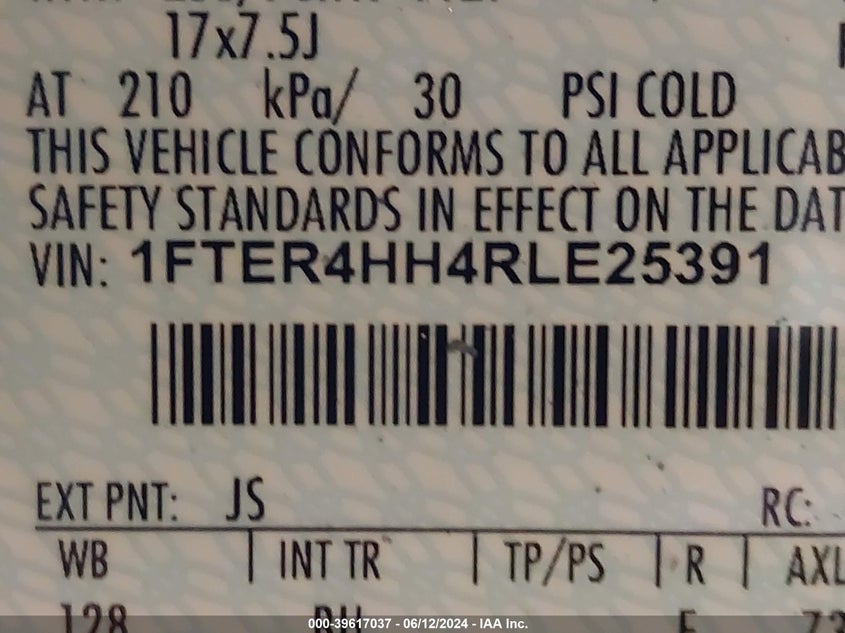 17x7.5J
AT 210 kPa/ 30 PSI COLD
THIS VEHICLE CONFORMS TO ALL APPLICAB
SAFETY STANDARDS IN EFFECT ON THE DAT
VIN: 1FTER4HH4RLE25391
EXT PNT: JS RC:
WB INT TR TP/PS R AXL
128
000-39617037 - 06/12/2024 - IAA Inc.